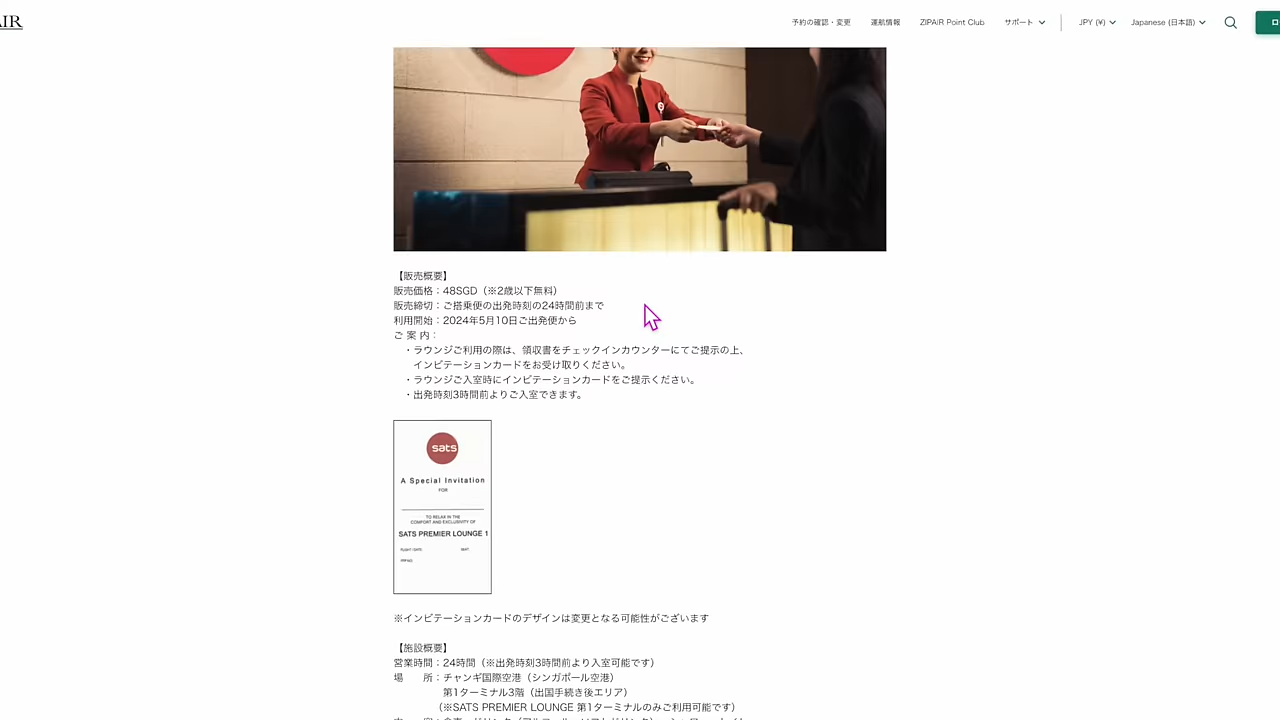 AIR
予約の確認・変更 運航情報 ZIPAIR Point Club サポート JPY (¥) Japanese (日本語)
【販売概要】
販売価格：48SGD（※2歳以下無料）
販売締切：ご搭乗便の出発時刻の24時間前まで
利用開始：2024年5月10日ご出発便から
ご 案 内：
・ラウンジご利用の際は、領収書をチェックインカウンターにてご提示の上、
インビテーションカードをお受け取りください。
・ラウンジご入室時にインビテーションカードをご提示ください。
・出発時刻3時間前よりご入室できます。
sats
A Special Invitation
FOR
TO RELAX IN THE
COMFORT AND EXCLUSIVITY OF
SATS PREMIER LOUNGE 1
FLIGHT / DATE
※インビテーションカードのデザインは変更となる可能性がございます
【施設概要】
営業時間：24時間（※出発時刻3時間前より入室可能です）
場　　所：チャンギ国際空港（シンガポール空港）
第1ターミナル3階（出国手続き後エリア）
（※SATS PREMIER LOUNGE 第1ターミナルのみご利用可能です）